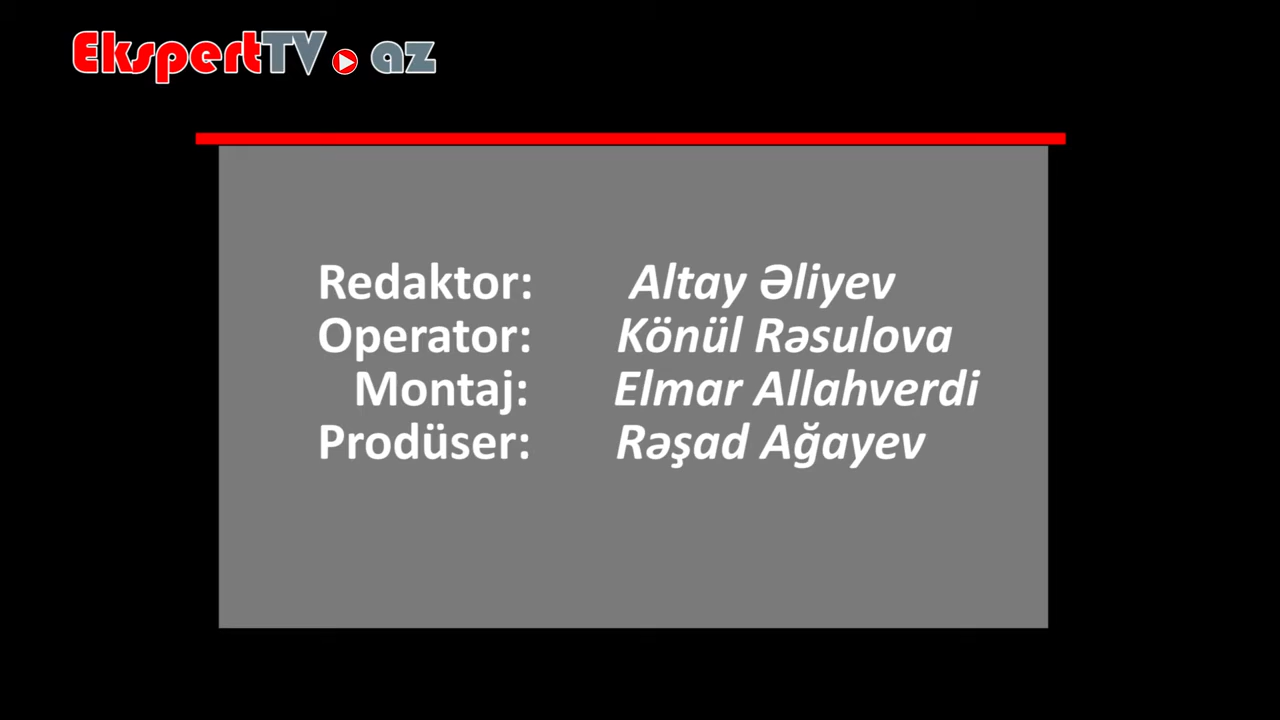 EkspertTV.az
Redaktor: Altay Əliyev
Operator: Könül Rəsulova
Montaj: Elmar Allahverdi
Prodüser: Rəşad Ağayev